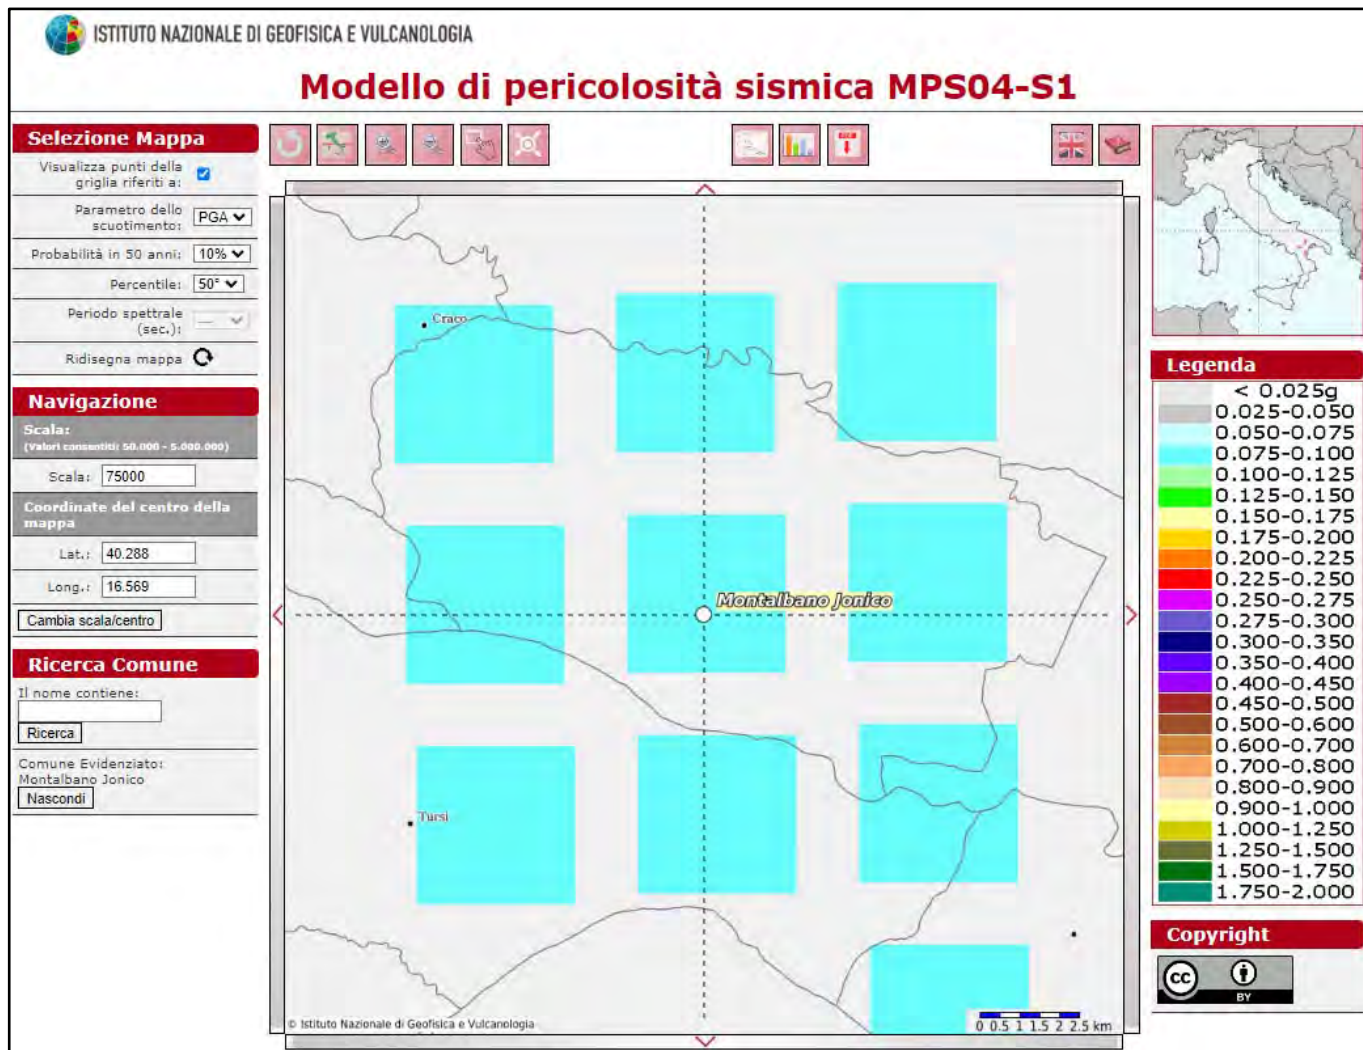 ISTITUTO NAZIONALE DI GEOFISICA E VULCANOLOGIA
Modello di pericolosità sismica MPS04-S1
Selezione Mappa
Visualizza punti della
griglia riferiti a:
Parametro dello
scuotimento:
PGA
Probabilità in 50 anni:
10%
Percentile:
50°
Periodo spettrale
(sec.):
---
Ridisegna mappa
Navigazione
Scala:
(Valori consentiti: 50.000 - 5.000.000)
Scala:
75000
Coordinate del centro della
mappa
Lat.:
40.288
Long.:
16.569
Cambia scala/centro
Ricerca Comune
Il nome contiene:
Ricerca
Comune Evidenziato:
Montalbano Jonico
Nascondi
Craco
Montalbano Jonico
Tursi
© Istituto Nazionale di Geofisica e Vulcanologia
0 0.5 1 1.5 2 2.5 km
Legenda
< 0.025g
0.025-0.050
0.050-0.075
0.075-0.100
0.100-0.125
0.125-0.150
0.150-0.175
0.175-0.200
0.200-0.225
0.225-0.250
0.250-0.275
0.275-0.300
0.300-0.350
0.350-0.400
0.400-0.450
0.450-0.500
0.500-0.600
0.600-0.700
0.700-0.800
0.800-0.900
0.900-1.000
1.000-1.250
1.250-1.500
1.500-1.750
1.750-2.000
Copyright
cc
BY